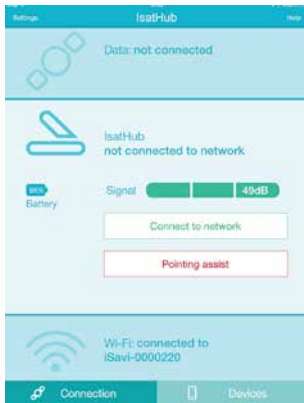 Settings IsatHub Help
Data: not connected
IsatHub
not connected to network
Signal 49dB
Battery
Connect to network
Pointing assist
Wi-Fi: connected to
iSavi-0000220
Connection Devices